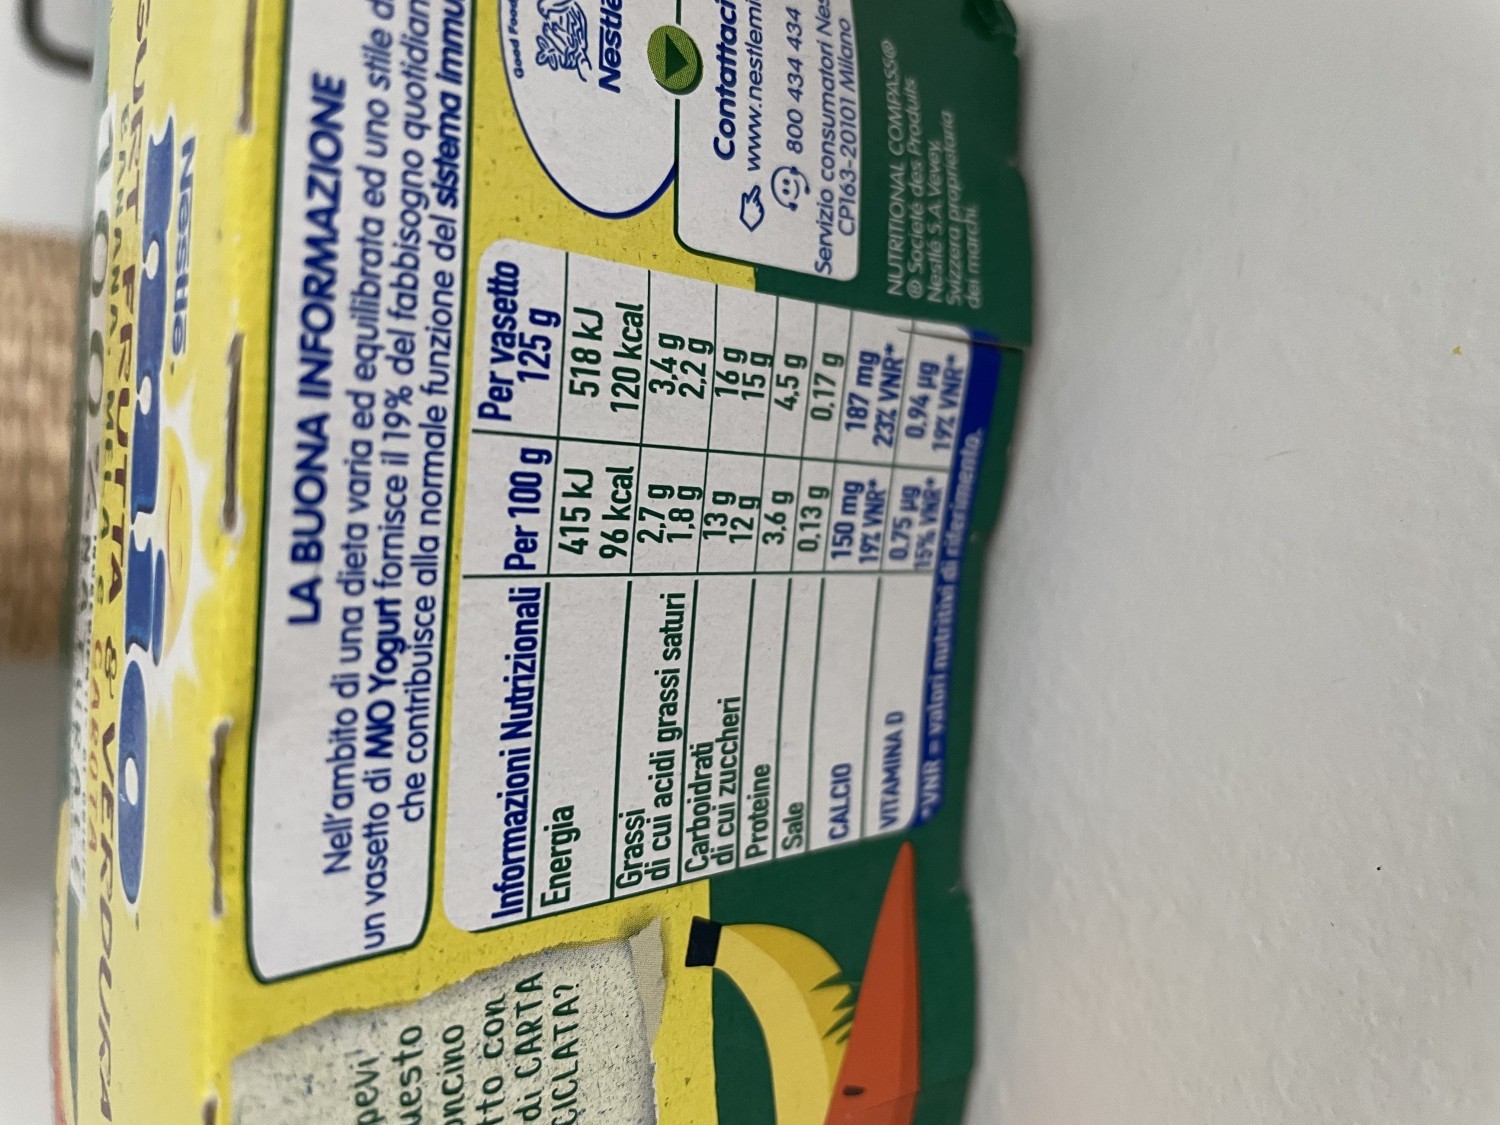 Nestlé
LA BUONA INFORMAZIONE
Nell'ambito di una dieta varia ed equilibrata ed uno stile
un vasetto di MIO Yogurt fornisce il 19% del fabbisogno
che contribuisce alla normale funzione del sistema
Informazioni Nutrizionali Per 100 g Per vasetto
125 g
Energia 415 kJ 518 kJ
96 kcal 120 kcal
Grassi 2,7 g 3,4 g
di cui acidi grassi saturi 1,8 g 2,2 g
Carboidrati 13 g 16 g
di cui zuccheri 12 g 15 g
Proteine 3,6 g 4,5 g
Sale 0,13 g 0,17 g
CALCIO 150 mg 187 mg
19% VNR* 23% VNR*
VITAMINA D 0,75 µg 0,94 µg
15% VNR* 19% VNR*
*VNR = valori nutritivi di riferimento.
Good Food
Nestlé
Contattaci
www.nestlemi
800 434 434
Servizio consumatori
CP163-20101 Milano
NUTRITIONAL COMPASS®
® Societé des Produits
Nestlé S.A. Vevey,
Svizzera proprietaria
dei marchi.
di CARTA